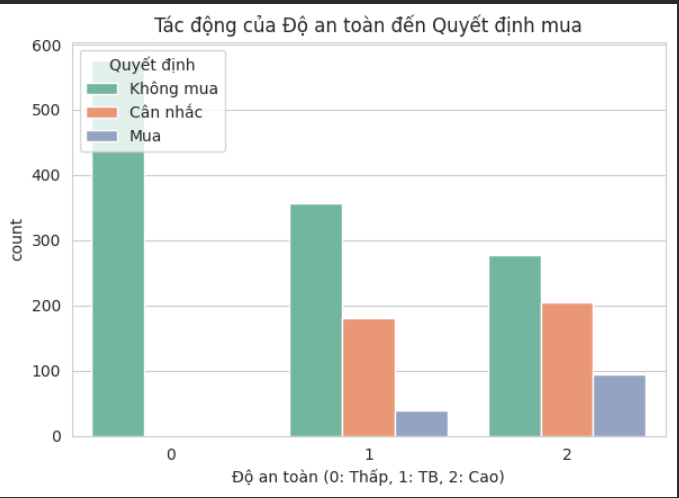 Tác động của Độ an toàn đến Quyết định mua
600
500
400
300
200
100
0
count
Quyết định
Không mua
Cân nhắc
Mua
0
1
2
Độ an toàn (0: Thấp, 1: TB, 2: Cao)